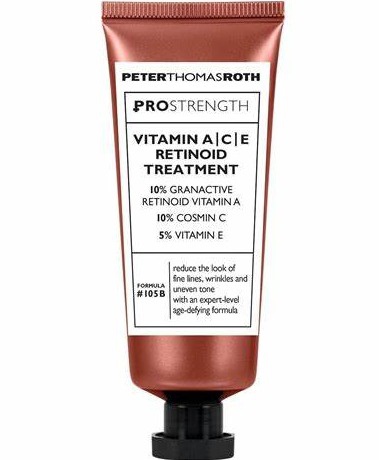 PETERTHOMASROTH
PROSTRENGTH
VITAMIN A|C|E
RETINOID
TREATMENT
10% GRANACTIVE
RETINOID VITAMIN A
10% COSMIN C
5% VITAMIN E
FORMULA
#105B
reduce the look of
fine lines, wrinkles and
uneven tone
with an expert-level
age-defying formula